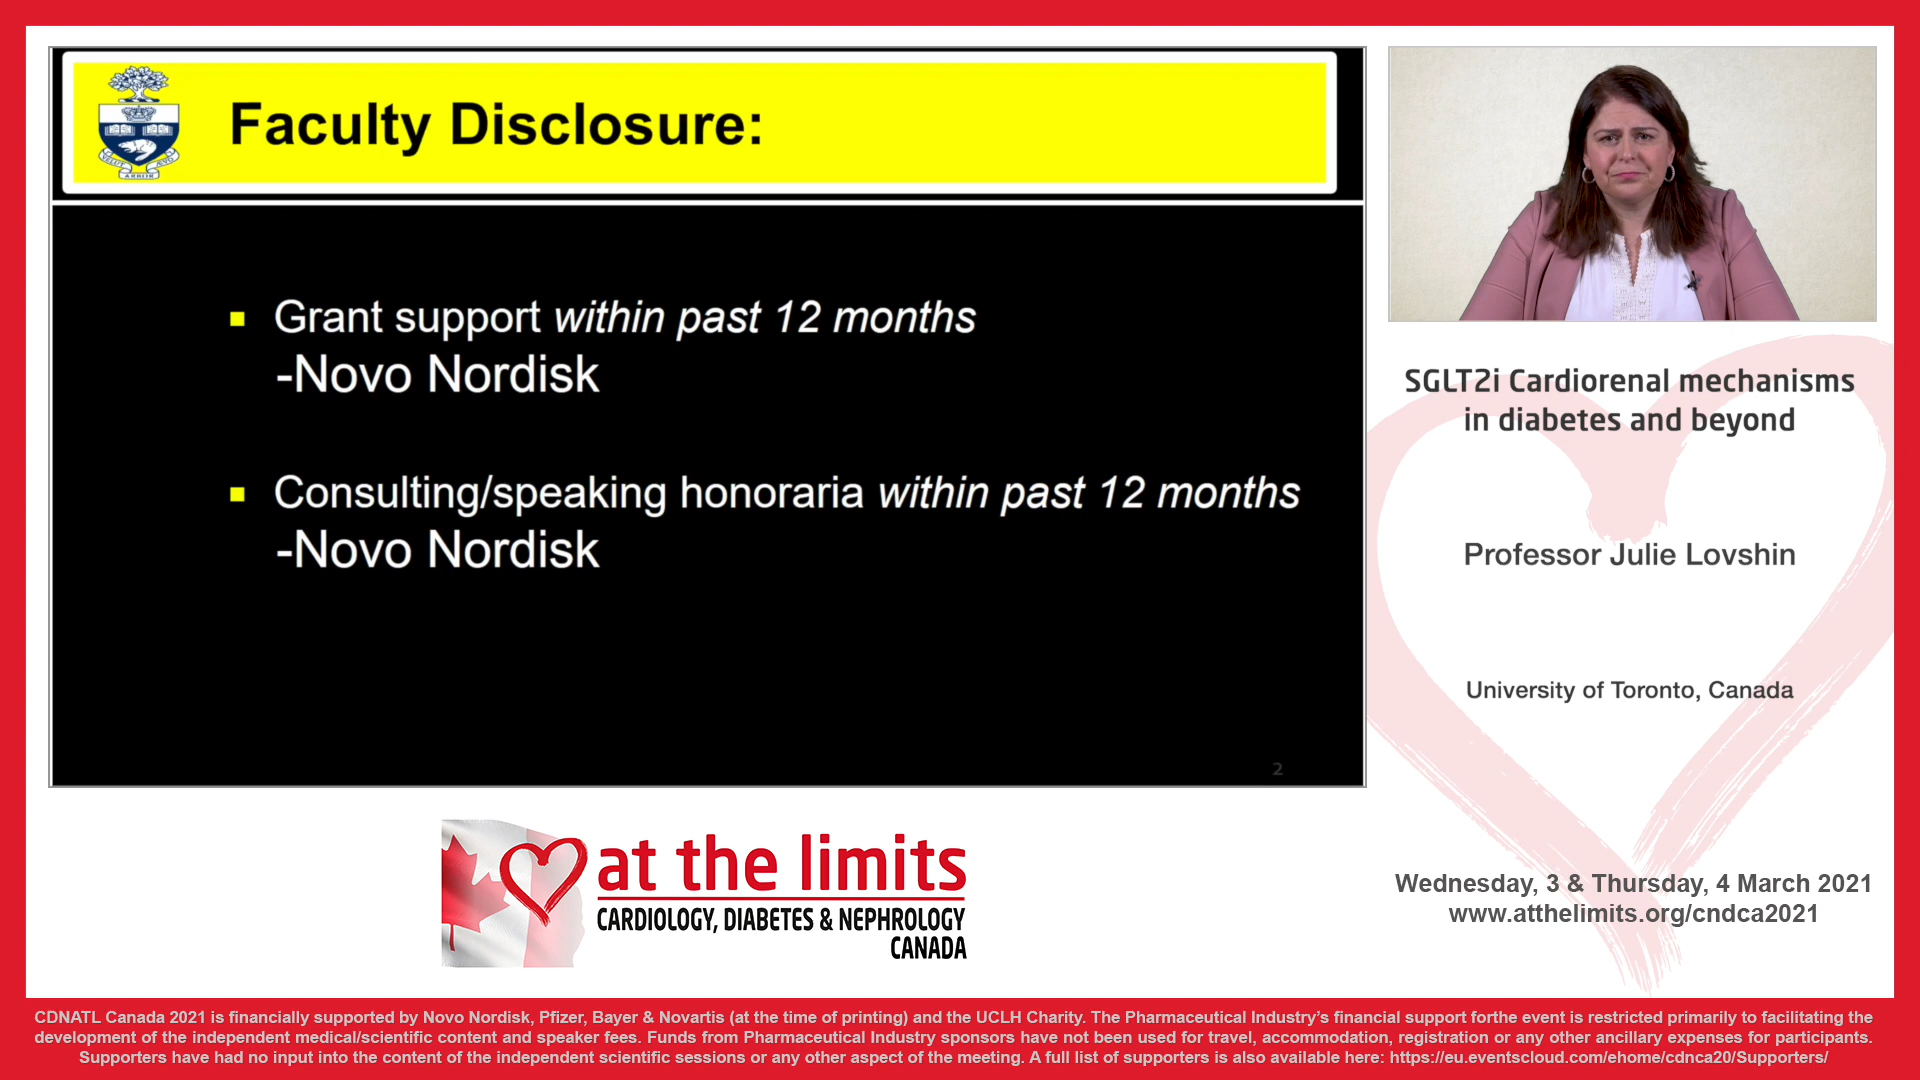 Faculty Disclosure:
VELUT ÆVO
ARBOR
Grant support within past 12 months
-Novo Nordisk
Consulting/speaking honoraria within past 12 months
-Novo Nordisk
2
SGLT2i Cardiorenal mechanisms
in diabetes and beyond
Professor Julie Lovshin
University of Toronto, Canada
Wednesday, 3 & Thursday, 4 March 2021
www.atthelimits.org/cndca2021
at the limits
CARDIOLOGY, DIABETES & NEPHROLOGY
CANADA
CDNATL Canada 2021 is financially supported by Novo Nordisk, Pfizer, Bayer & Novartis (at the time of printing) and the UCLH Charity. The Pharmaceutical Industry's financial support forthe event is restricted primarily to facilitating the
development of the independent medical/scientific content and speaker fees. Funds from Pharmaceutical Industry sponsors have not been used for travel, accommodation, registration or any other ancillary expenses for participants.
Supporters have had no input into the content of the independent scientific sessions or any other aspect of the meeting. A full list of supporters is also available here: https://eu.eventscloud.com/ehome/cdnca20/Supporters/